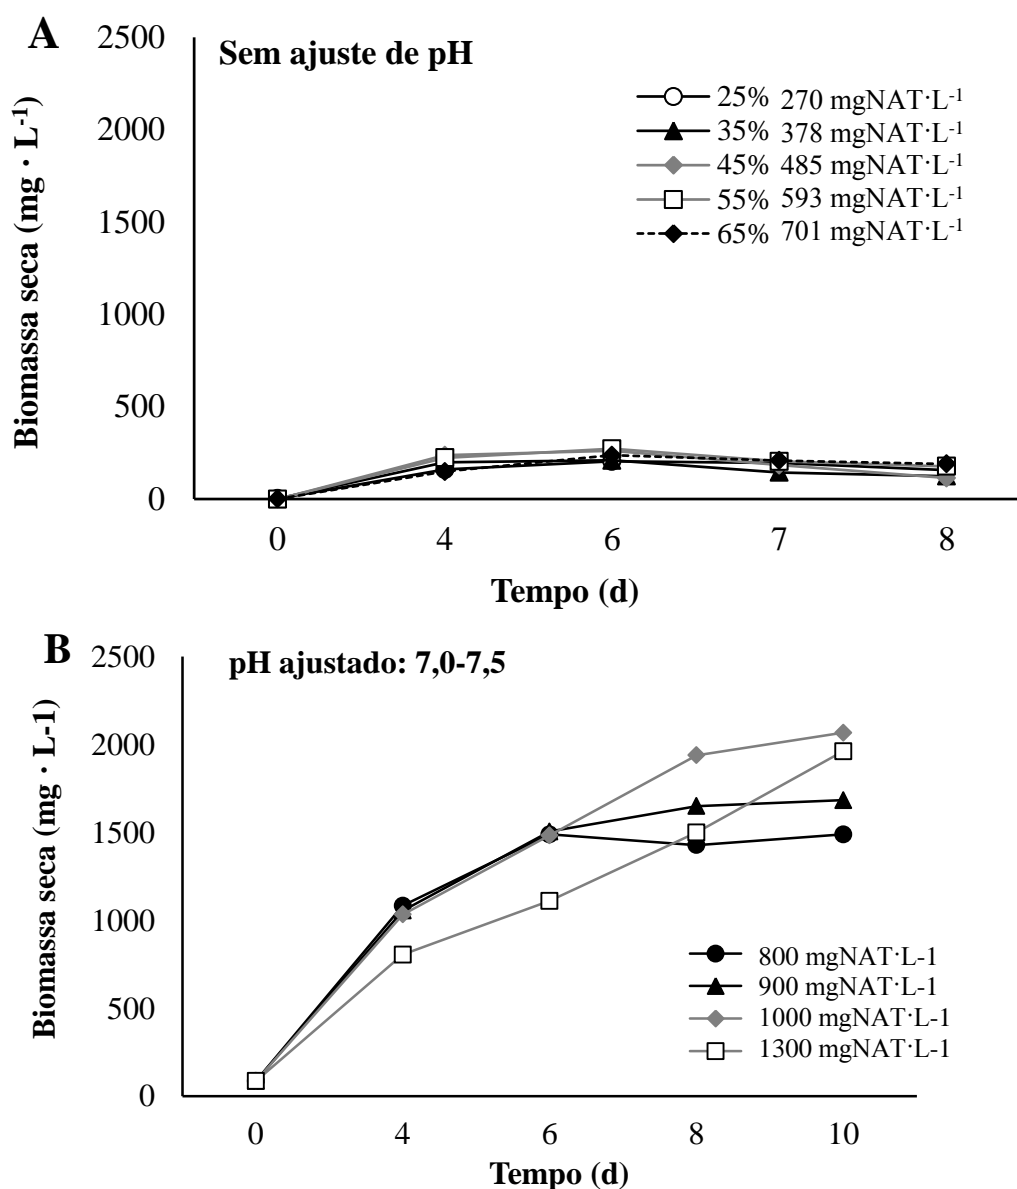 A
Sem ajuste de pH
25% 270 mgNAT·L⁻¹
35% 378 mgNAT·L⁻¹
45% 485 mgNAT·L⁻¹
55% 593 mgNAT·L⁻¹
65% 701 mgNAT·L⁻¹
Biomassa seca (mg · L⁻¹)
2500
2000
1500
1000
500
0
0 4 6 7 8
Tempo (d)
B
pH ajustado: 7,0-7,5
Biomassa seca (mg · L-1)
2500
2000
1500
1000
500
0
800 mgNAT·L-1
900 mgNAT·L-1
1000 mgNAT·L-1
1300 mgNAT·L-1
0 4 6 8 10
Tempo (d)